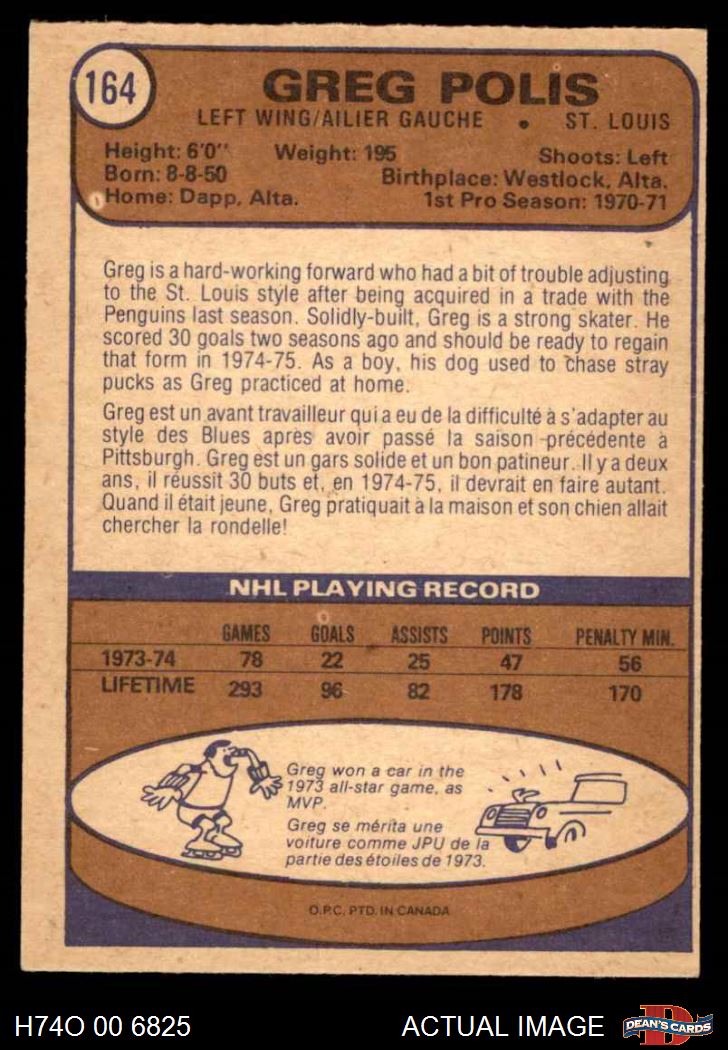 164
GREG POLIS
LEFT WING/AILIER GAUCHE • ST. LOUIS
Height: 6'0'' Weight: 195 Shoots: Left
Born: 8-8-50 Birthplace: Westlock, Alta.
Home: Dapp, Alta. 1st Pro Season: 1970-71
Greg is a hard-working forward who had a bit of trouble adjusting
to the St. Louis style after being acquired in a trade with the
Penguins last season. Solidly-built, Greg is a strong skater. He
scored 30 goals two seasons ago and should be ready to regain
that form in 1974-75. As a boy, his dog used to chase stray
pucks as Greg practiced at home.
Greg est un avant travailleur qui a eu de la difficulté à s'adapter au
style des Blues après avoir passé la saison précédente à
Pittsburgh. Greg est un gars solide et un bon patineur. Il y a deux
ans, il réussit 30 buts et, en 1974-75, il devrait en faire autant.
Quand il était jeune, Greg pratiquait à la maison et son chien allait
chercher la rondelle!
NHL PLAYING RECORD
GAMES GOALS ASSISTS POINTS PENALTY MIN.
1973-74 78 22 25 47 56
LIFETIME 293 96 82 178 170
Greg won a car in the
1973 all-star game, as
MVP.
Greg se mérita une
voiture comme JPU de la
partie des étoiles de 1973.
O.P.C. PTD. IN CANADA
H74O 00 6825 ACTUAL IMAGE
D
DEAN'S CARDS